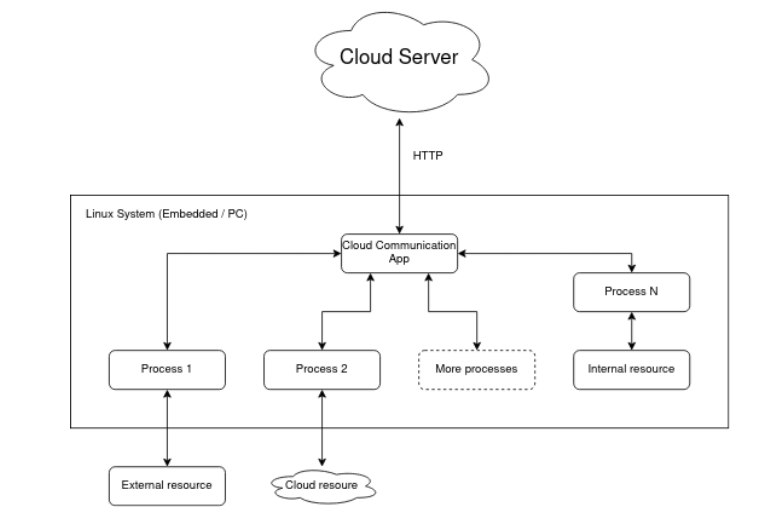 Cloud Server
HTTP
Linux System (Embedded / PC)
Cloud Communication
App
Process N
Process 1
Process 2
More processes
Internal resource
External resource
Cloud resoure